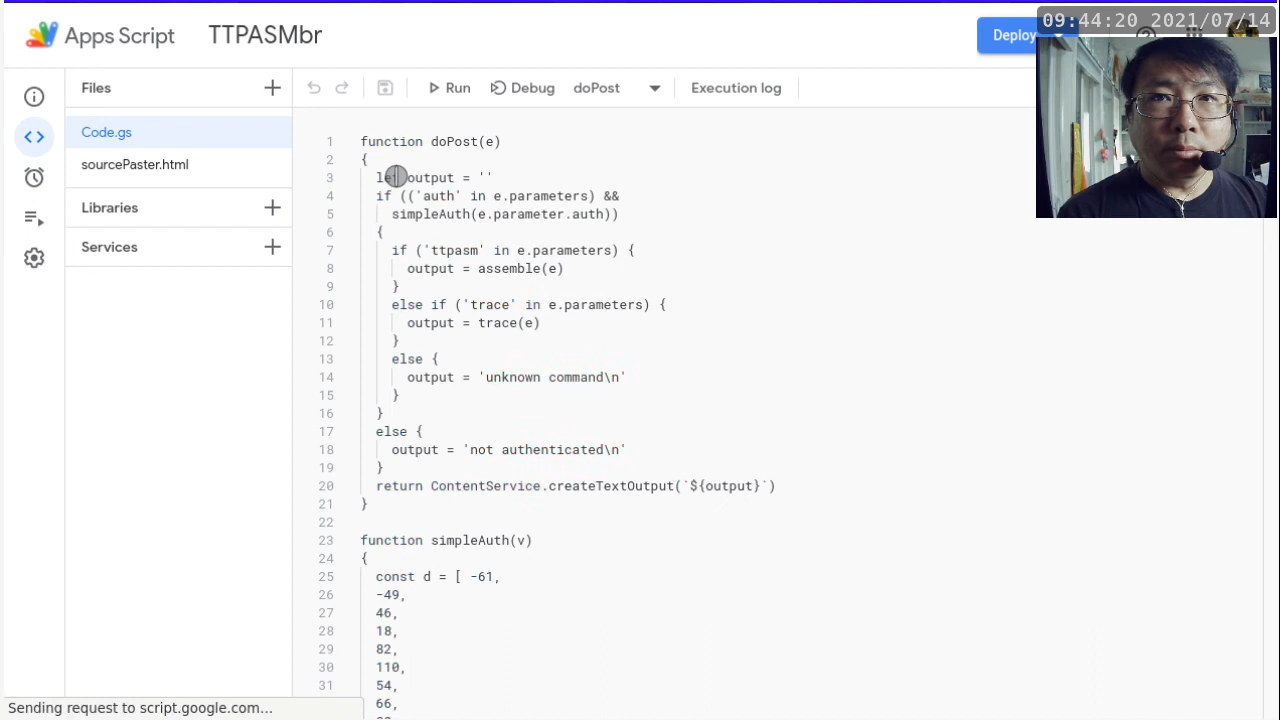 Apps Script
TTPASMbr
Deploy
09:44:20 2021/07/14
Files
Run
Debug
doPost
Execution log
Code.gs
sourcePaster.html
Libraries
Services
1 function doPost(e)
2 {
3 let output = ''
4 if (('auth' in e.parameters) &&
5 simpleAuth(e.parameter.auth))
6 {
7 if ('ttpasm' in e.parameters) {
8 output = assemble(e)
9 }
10 else if ('trace' in e.parameters) {
11 output = trace(e)
12 }
13 else {
14 output = 'unknown command\n'
15 }
16 }
17 else {
18 output = 'not authenticated\n'
19 }
20 return ContentService.createTextOutput(`${output}`)
21 }
22
23 function simpleAuth(v)
24 {
25 const d = [ -61,
26 -49,
27 46,
28 18,
29 82,
30 110,
31 54,
66,
Sending request to script.google.com...